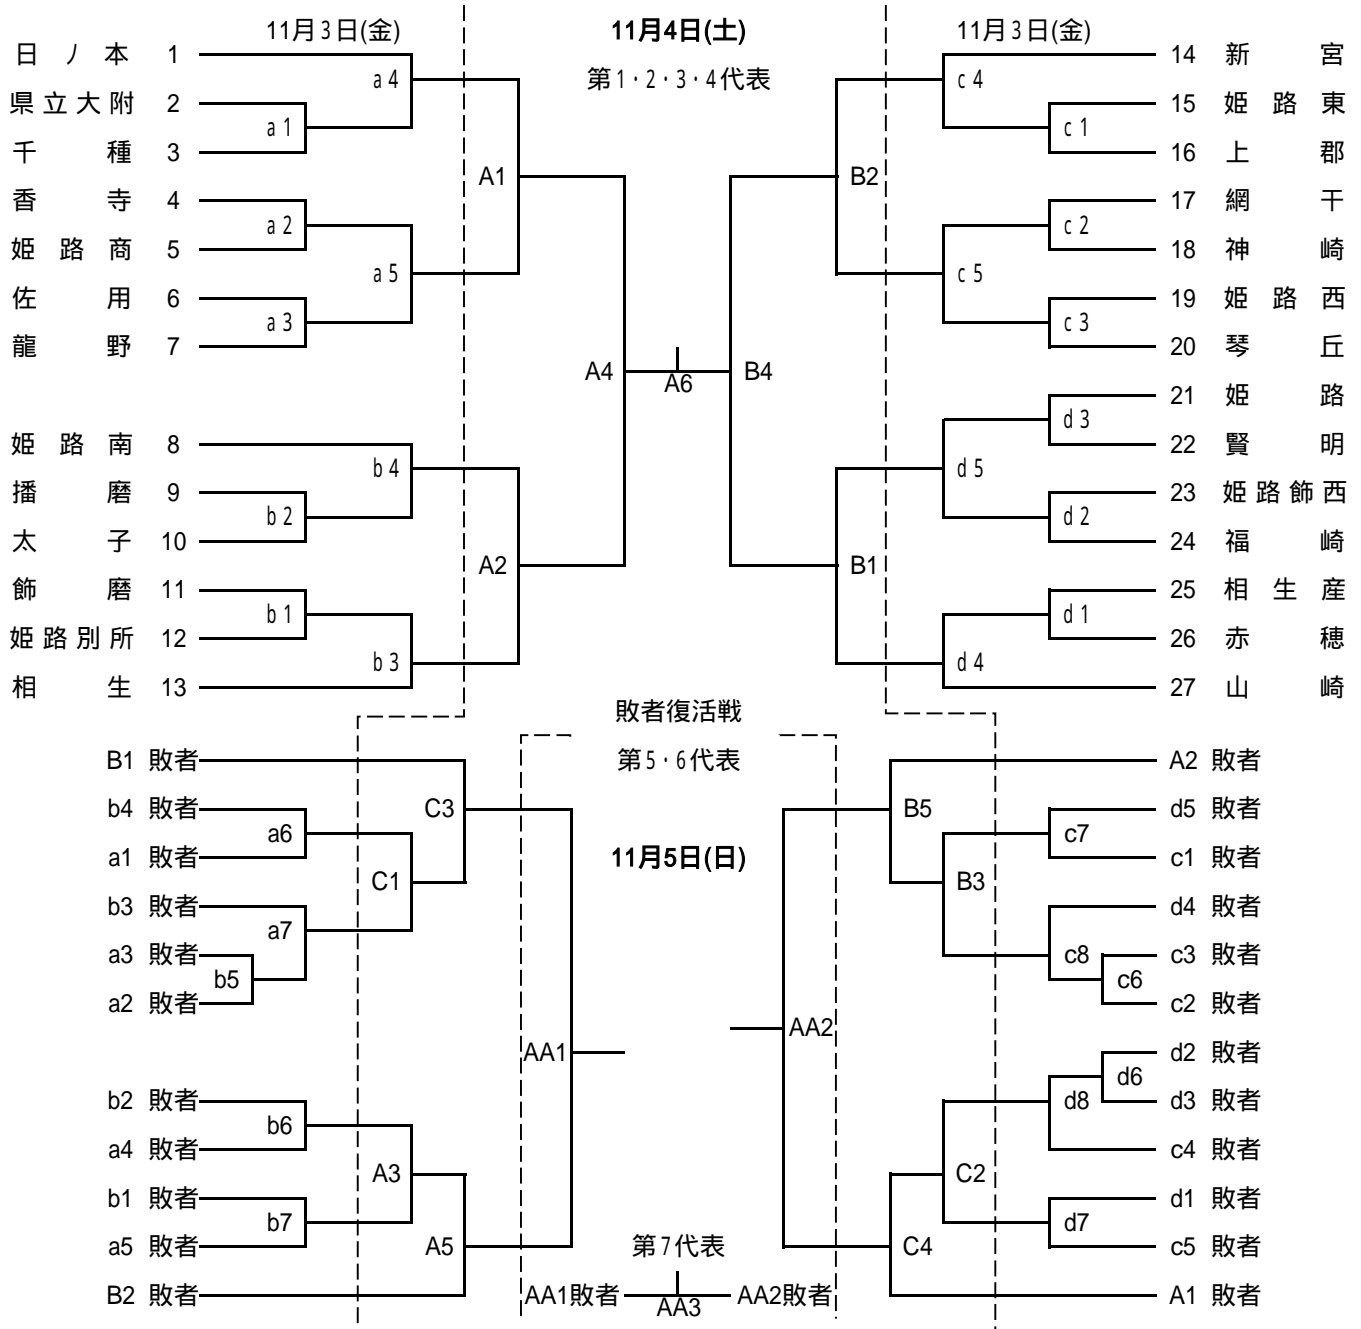 11月3日(金)
11月4日(土)
11月3日(金)
第1・2・3・4代表
日ノ本 1
県立大附 2
千種 3
香寺 4
姫路商 5
佐用 6
龍野 7
姫路南 8
播磨 9
太子 10
飾磨 11
姫路別所 12
相生 13
a4
a1
A1
a2
a5
a3
A4
b4
b2
A2
b1
b3
A6
14 新宮
15 姫路東
16 上郡
17 網干
18 神崎
19 姫路西
20 琴丘
21 姫路
22 賢明
23 姫路飾西
24 福崎
25 相生産
26 赤穂
27 山崎
c4
c1
B2
c2
c5
c3
B4
d3
d5
d2
B1
d1
d4
敗者復活戦
第5・6代表
11月5日(日)
B1 敗者
b4 敗者
a1 敗者
b3 敗者
a3 敗者
a2 敗者
b2 敗者
a4 敗者
b1 敗者
a5 敗者
B2 敗者
C3
a6
C1
a7
b5
AA1
b6
A3
b7
A5
A2 敗者
d5 敗者
c1 敗者
d4 敗者
c3 敗者
c2 敗者
d2 敗者
d3 敗者
c4 敗者
d1 敗者
c5 敗者
A1 敗者
B5
c7
B3
c8
c6
AA2
d6
d8
C2
d7
C4
第7代表
AA1敗者
AA3
AA2敗者